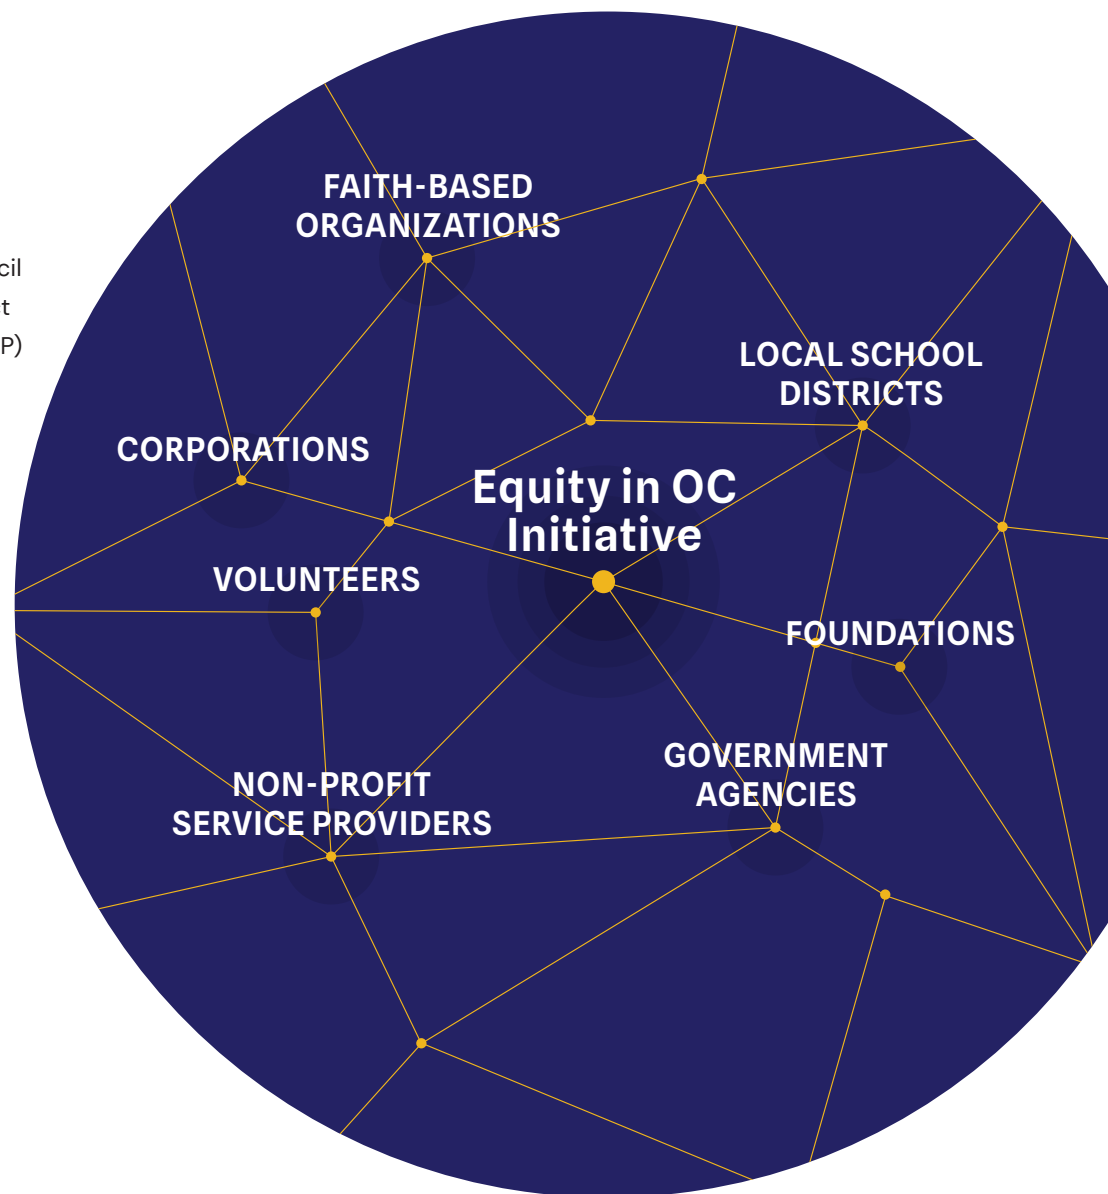 FAITH-BASED
ORGANIZATIONS
LOCAL SCHOOL
DISTRICTS
CORPORATIONS
Equity in OC
Initiative
VOLUNTEERS
FOUNDATIONS
GOVERNMENT
AGENCIES
NON-PROFIT
SERVICE PROVIDERS